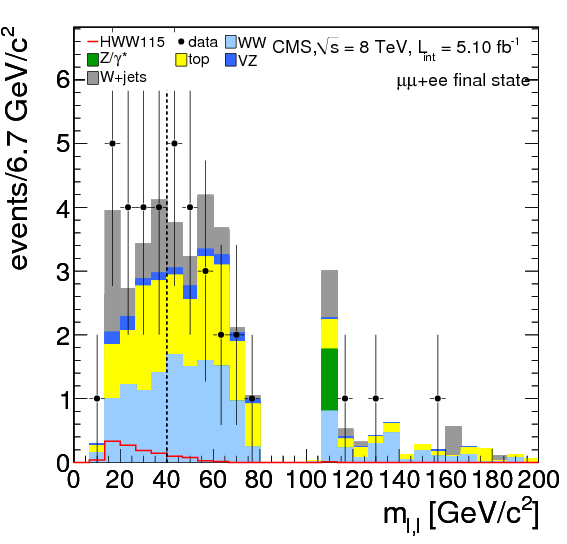 HWW115 data WW CMS,√s = 8 TeV, L_int = 5.10 fb⁻¹
Z/γ* top VZ
W+jets μμ+ee final state
events/6.7 GeV/c²
6
5
4
3
2
1
0
0 20 40 60 80 100 120 140 160 180 200
m_l,l [GeV/c²]